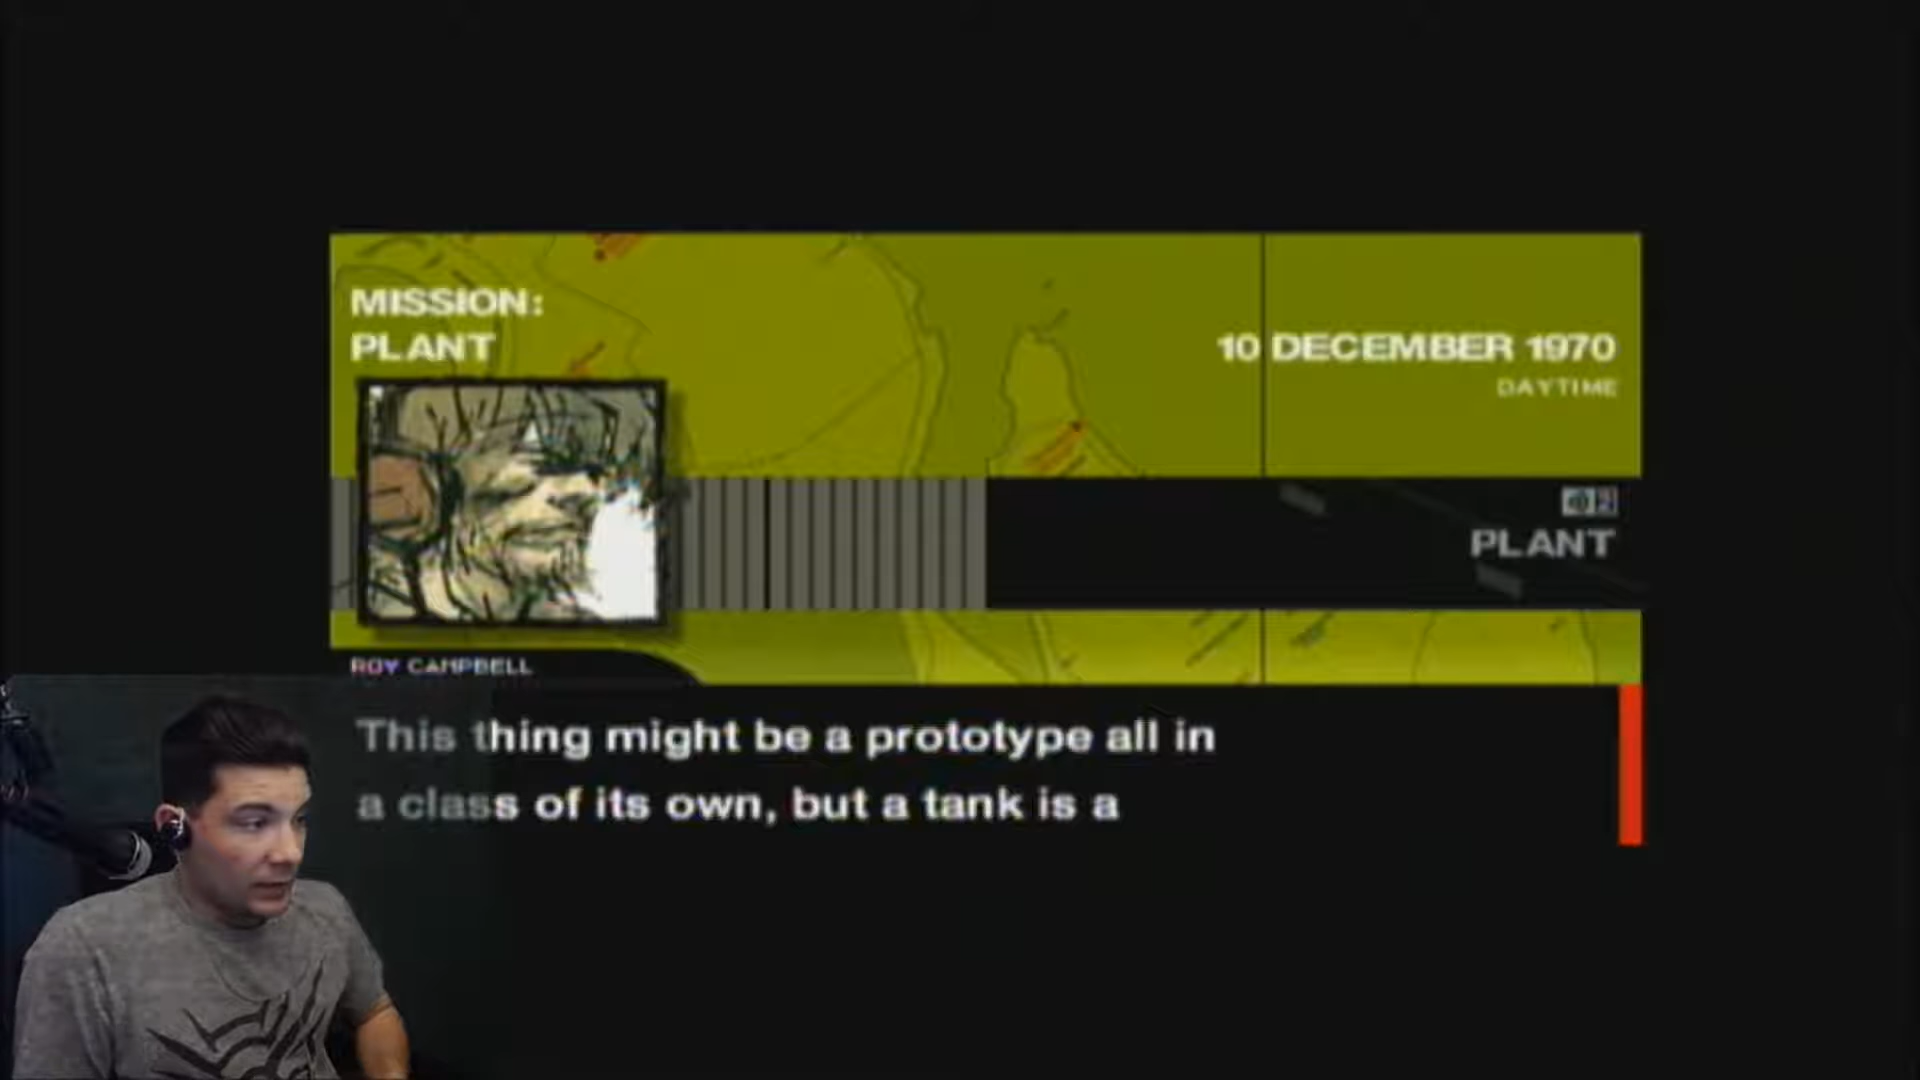 MISSION:
PLANT
10 DECEMBER 1970
DAYTIME
2
PLANT
ROY CAMPBELL
This thing might be a prototype all in
a class of its own, but a tank is a